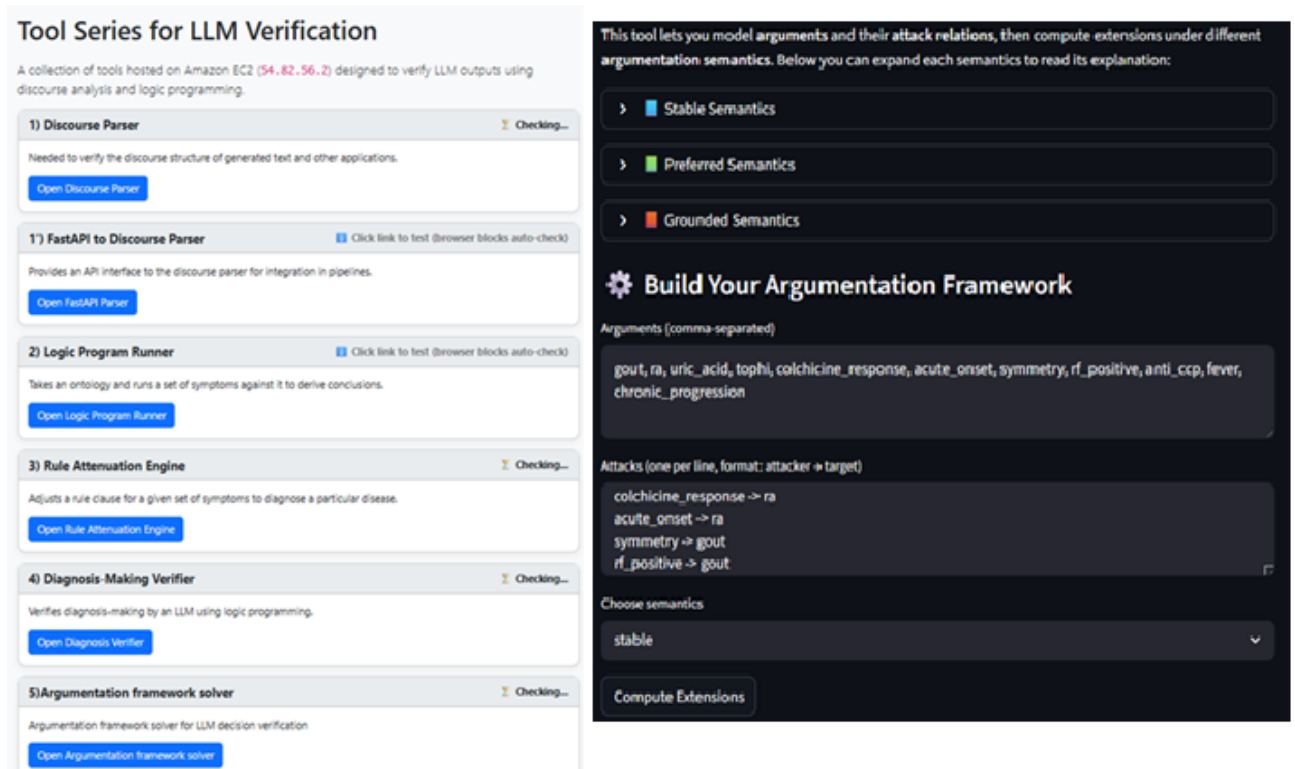 Tool Series for LLM Verification
A collection of tools hosted on Amazon EC2 (54.82.56.2) designed to verify LLM outputs using
discourse analysis and logic programming.
1) Discourse Parser
Checking...
Needed to verify the discourse structure of generated text and other applications.
Open Discourse Parser
1') FastAPI to Discourse Parser
Click link to test (browser blocks auto-check)
Provides an API interface to the discourse parser for integration in pipelines.
Open FastAPI Parser
2) Logic Program Runner
Click link to test (browser blocks auto-check)
Takes an ontology and runs a set of symptoms against it to derive conclusions.
Open Logic Program Runner
3) Rule Attenuation Engine
Checking...
Adjusts a rule clause for a given set of symptoms to diagnose a particular disease.
Open Rule Attenuation Engine
4) Diagnosis-Making Verifier
Checking...
Verifies diagnosis-making by an LLM using logic programming.
Open Diagnosis Verifier
5)Argumentation framework solver
Checking...
Argumentation framework solver for LLM decision verification
Open Argumentation framework solver
This tool lets you model arguments and their attack relations, then compute extensions under different
argumentation semantics. Below you can expand each semantics to read its explanation:
Stable Semantics
Preferred Semantics
Grounded Semantics
Build Your Argumentation Framework
Arguments (comma-separated)
gout, ra, uric_acid, tophi, colchicine_response, acute_onset, symmetry, rf_positive, anti_ccp, fever,
chronic_progression
Attacks (one per line, format: attacker → target)
colchicine_response -> ra
acute_onset -> ra
symmetry -> gout
rf_positive -> gout
Choose semantics
stable
Compute Extensions